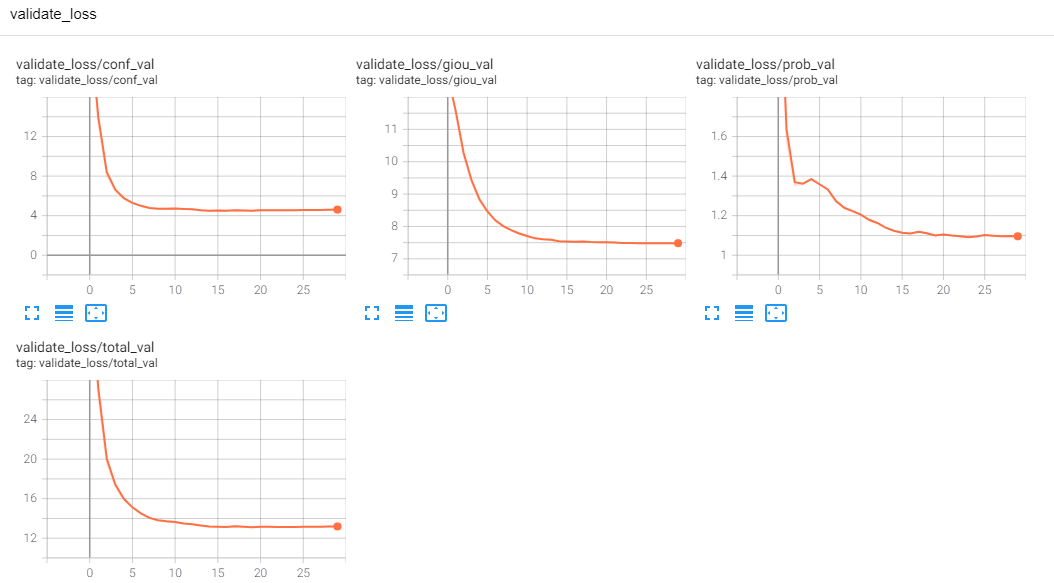 validate_loss
validate_loss/conf_val
tag: validate_loss/conf_val
12
8
4
0
0 5 10 15 20 25
validate_loss/giou_val
tag: validate_loss/giou_val
11
10
9
8
7
0 5 10 15 20 25
validate_loss/prob_val
tag: validate_loss/prob_val
1.6
1.4
1.2
1
0 5 10 15 20 25
validate_loss/total_val
tag: validate_loss/total_val
24
20
16
12
0 5 10 15 20 25